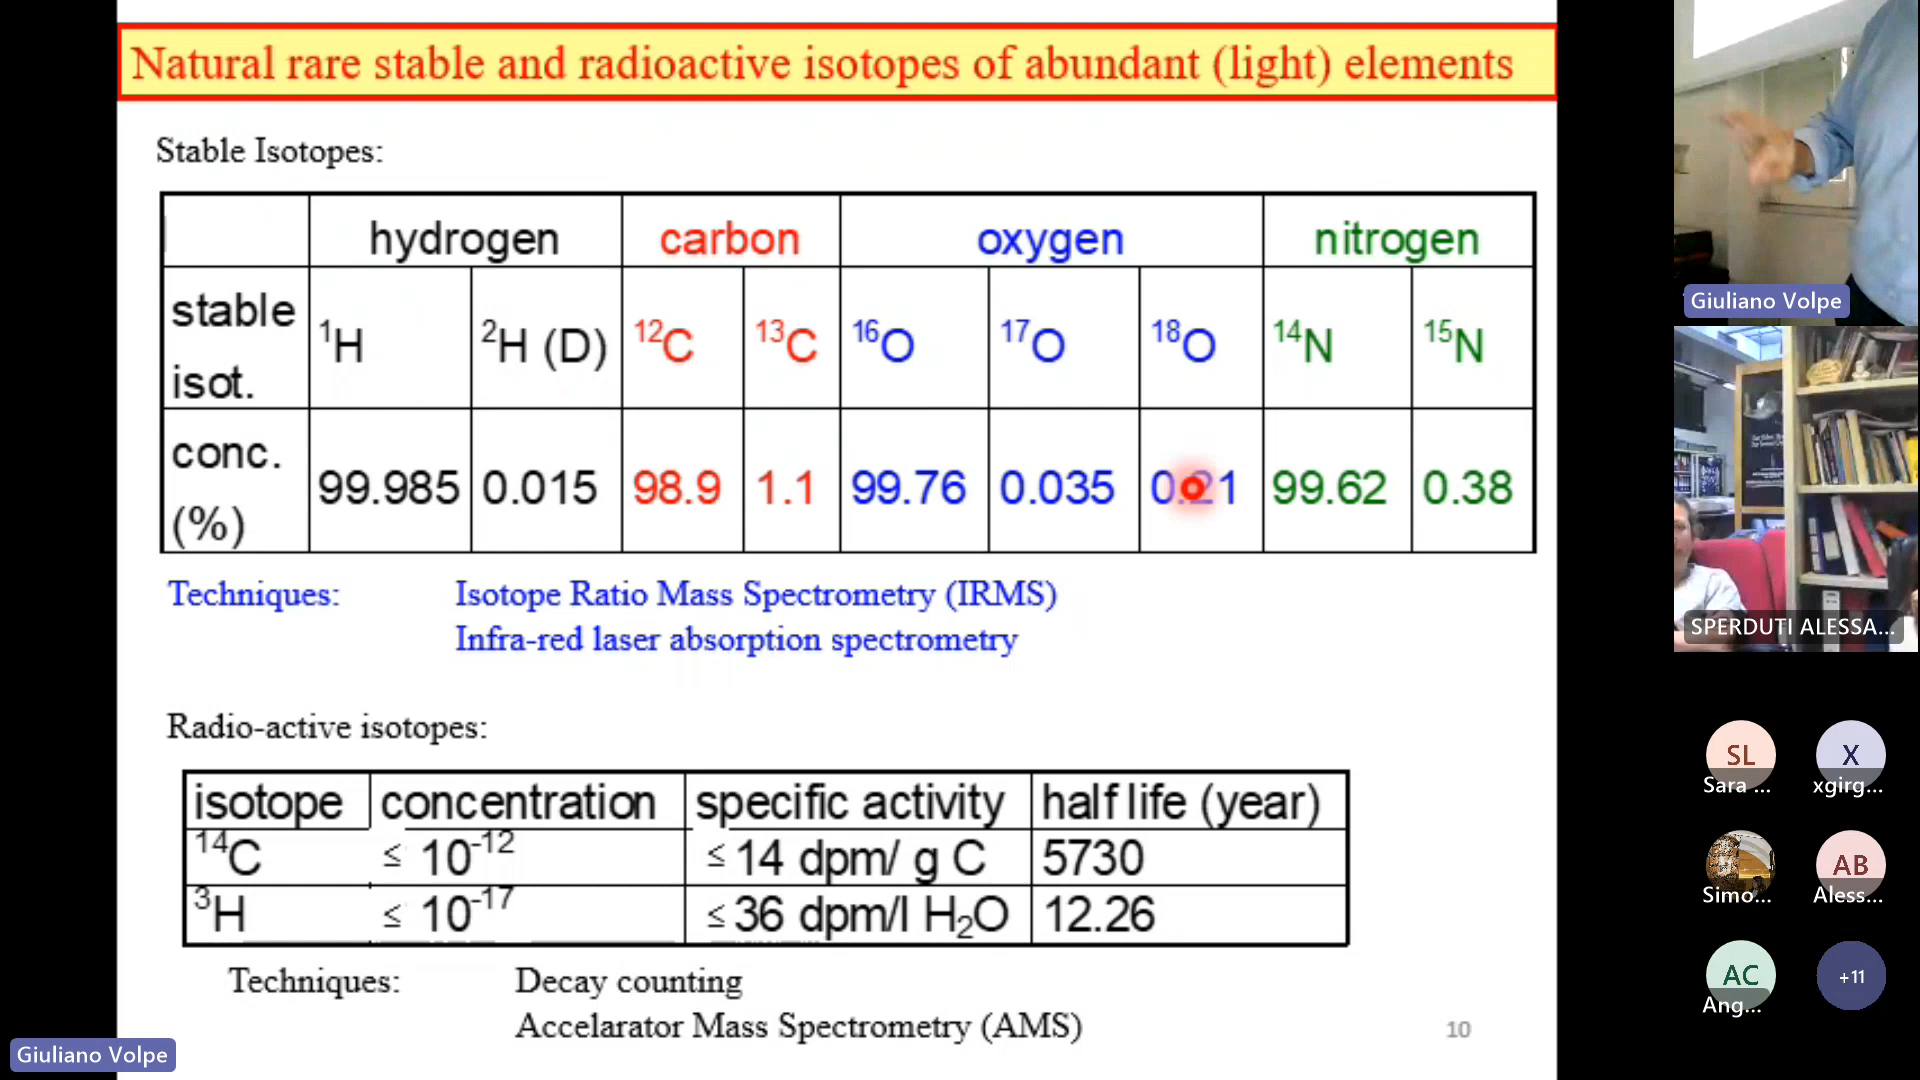 Natural rare stable and radioactive isotopes of abundant (light) elements
Stable Isotopes:
hydrogen carbon oxygen nitrogen
stable isot. ¹H ²H (D) ¹²C ¹³C ¹⁶O ¹⁷O ¹⁸O ¹⁴N ¹⁵N
conc. (%) 99.985 0.015 98.9 1.1 99.76 0.035 0.21 99.62 0.38
Techniques: Isotope Ratio Mass Spectrometry (IRMS)
Infra-red laser absorption spectrometry
Radio-active isotopes:
isotope concentration specific activity half life (year)
¹⁴C ≤ 10⁻¹² ≤ 14 dpm/ g C 5730
³H ≤ 10⁻¹⁷ ≤ 36 dpm/l H₂O 12.26
Techniques: Decay counting
Accelarator Mass Spectrometry (AMS)
10
Giuliano Volpe
Giuliano Volpe
SPERDUTI ALESSA...
SL
Sara ...
X
xgirg...
Simo...
AB
Aless...
AC
Ang...
+11